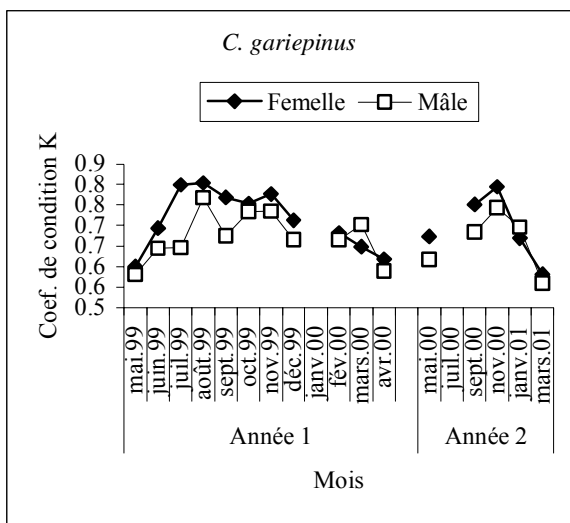 C. gariepinus
Femelle
Mâle
Coef. de condition K
0.9
0.8
0.8
0.7
0.7
0.6
0.6
0.5
mai.99
juin.99
juil.99
août.99
sept.99
oct.99
nov.99
déc.99
janv.00
fév.00
mars.00
avr.00
mai.00
juil.00
sept.00
nov.00
janv.01
mars.01
Année 1
Année 2
Mois